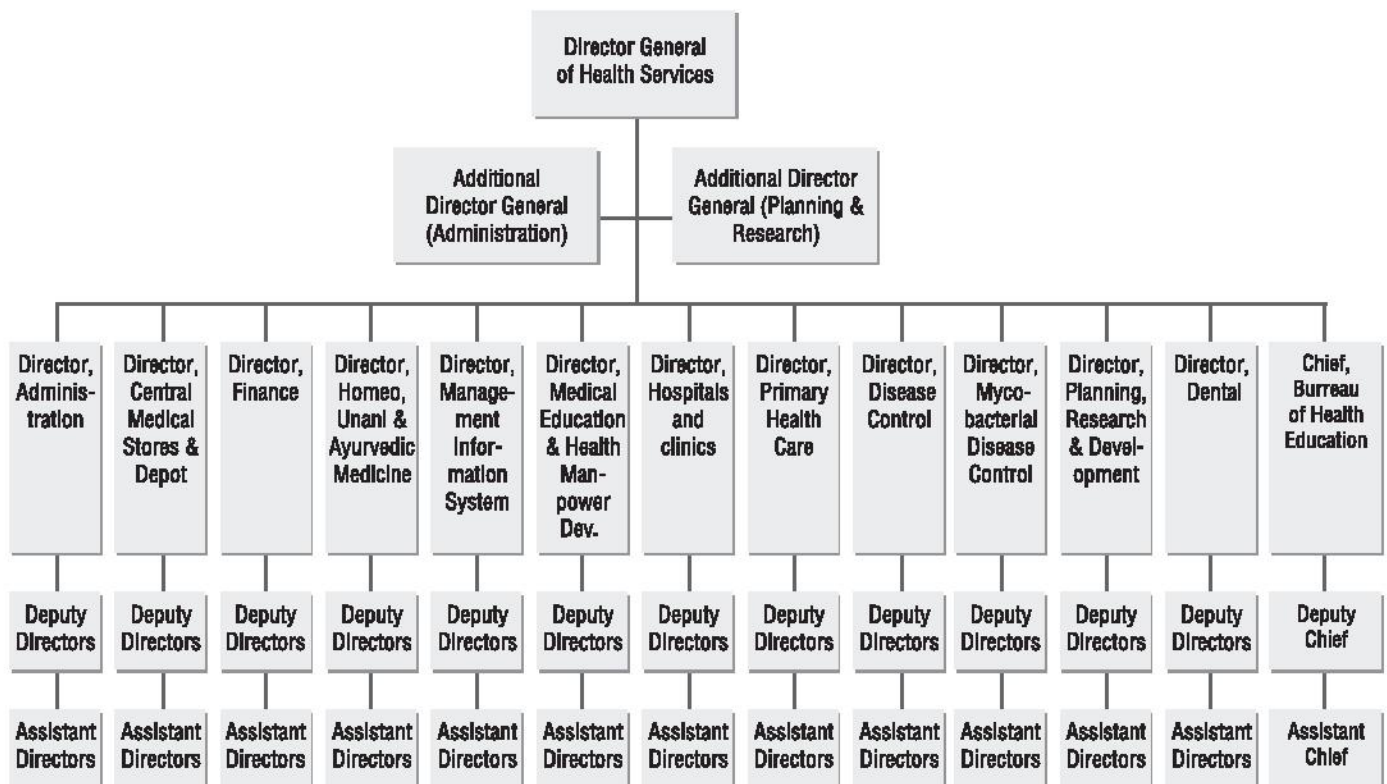 Director General
of Health Services
Additional
Director General
(Administration)
Additional Director
General (Planning &
Research)
Director,
Adminis-
tration
Director,
Central
Medical
Stores &
Depot
Director,
Finance
Director,
Homeo,
Unani &
Ayurvedic
Medicine
Director,
Manage-
ment
Infor-
mation
System
Director,
Medical
Education
& Health
Man-
power
Dev.
Director,
Hospitals
and
clinics
Director,
Primary
Health
Care
Director,
Disease
Control
Director,
Myco-
bacterial
Disease
Control
Director,
Planning,
Research
& Devel-
opment
Director,
Dental
Chief,
Burreau
of Health
Education
Deputy
Directors
Deputy
Directors
Deputy
Directors
Deputy
Directors
Deputy
Directors
Deputy
Directors
Deputy
Directors
Deputy
Directors
Deputy
Directors
Deputy
Directors
Deputy
Directors
Deputy
Directors
Deputy
Chief
Assistant
Directors
Assistant
Directors
Assistant
Directors
Assistant
Directors
Assistant
Directors
Assistant
Directors
Assistant
Directors
Assistant
Directors
Assistant
Directors
Assistant
Directors
Assistant
Directors
Assistant
Directors
Assistant
Chief